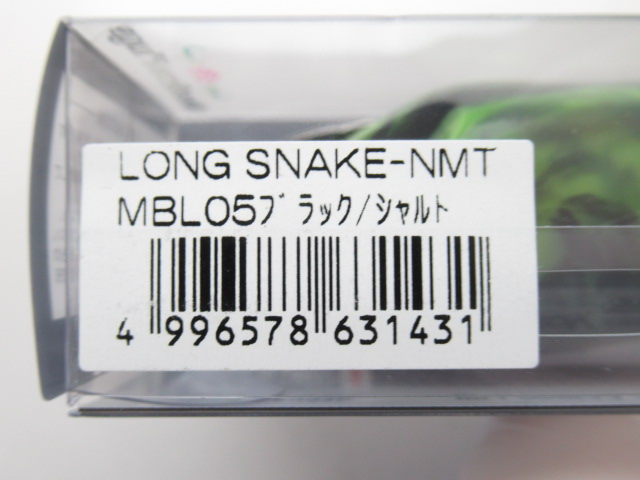 LONG SNAKE-NMT
MBL05ﾌﾞﾗｯｸ/ｼｬﾙﾄ
4 996578 631431